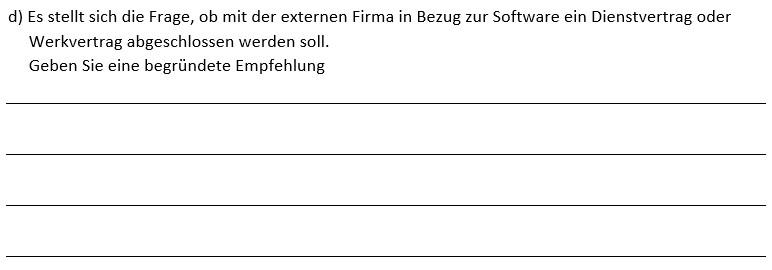 d) Es stellt sich die Frage, ob mit der externen Firma in Bezug zur Software ein Dienstvertrag oder
Werkvertrag abgeschlossen werden soll.
Geben Sie eine begründete Empfehlung